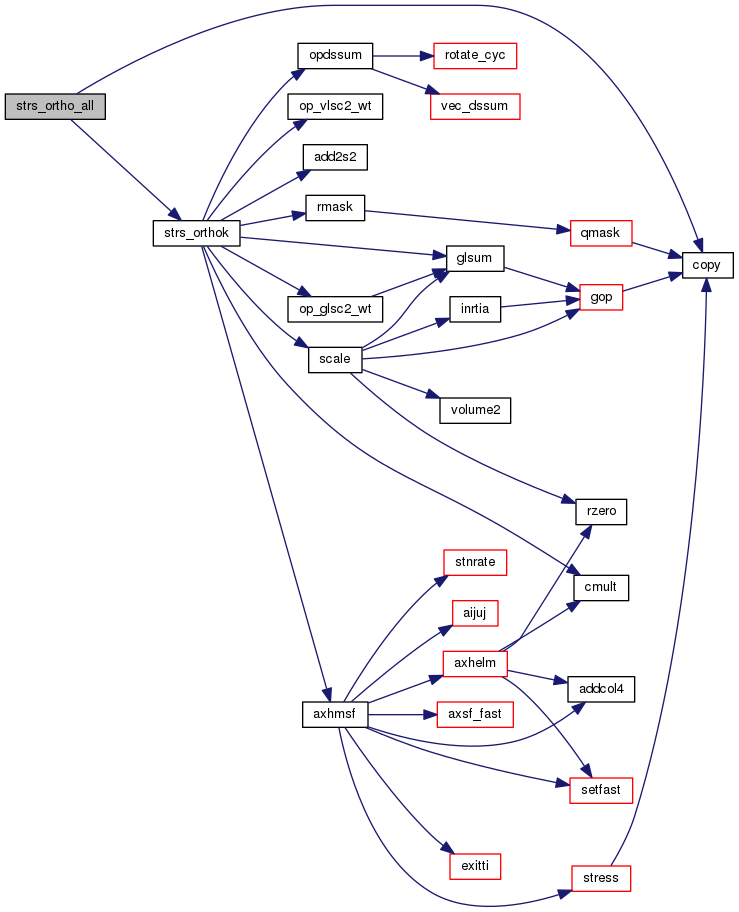 opdssum
rotate_cyc
strs_ortho_all
op_vlsc2_wt
vec_dssum
add2s2
rmask
strs_orthok
qmask
glsum
copy
op_glsc2_wt
inrtia
gop
scale
volume2
rzero
stnrate
cmult
aijuj
axhelm
addcol4
axhmsf
axsf_fast
setfast
exitti
stress